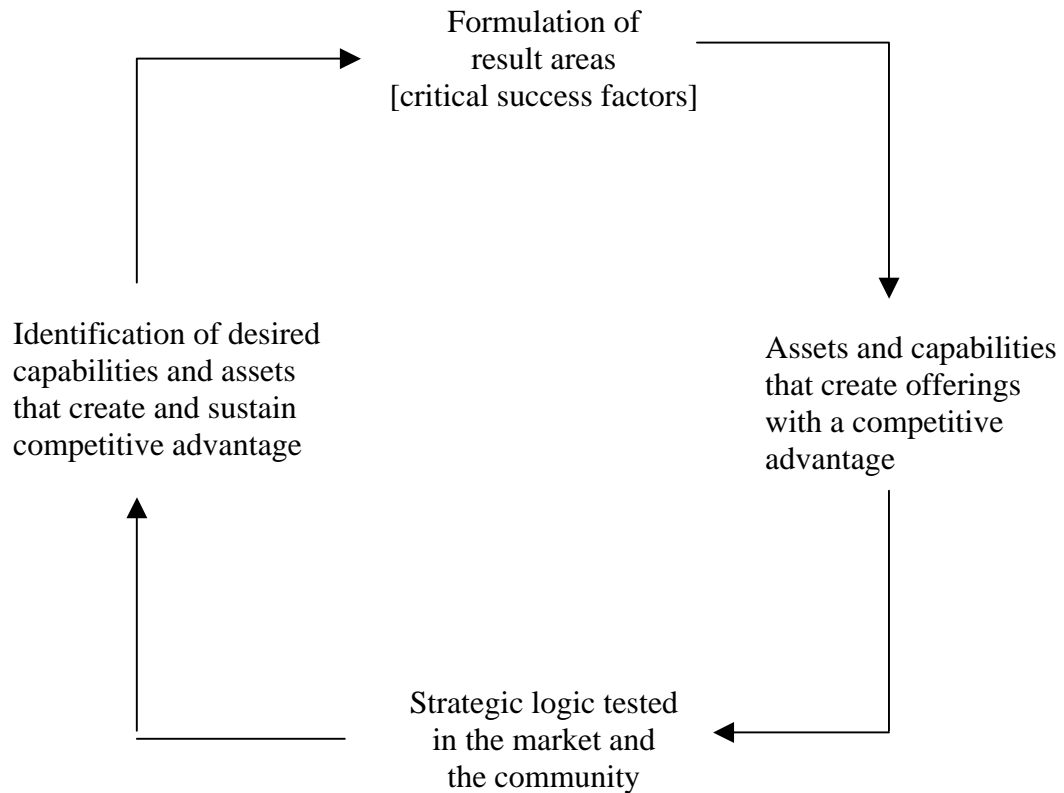 Formulation of
result areas
[critical success factors]
Identification of desired
capabilities and assets
that create and sustain
competitive advantage
Assets and capabilities
that create offerings
with a competitive
advantage
Strategic logic tested
in the market and
the community